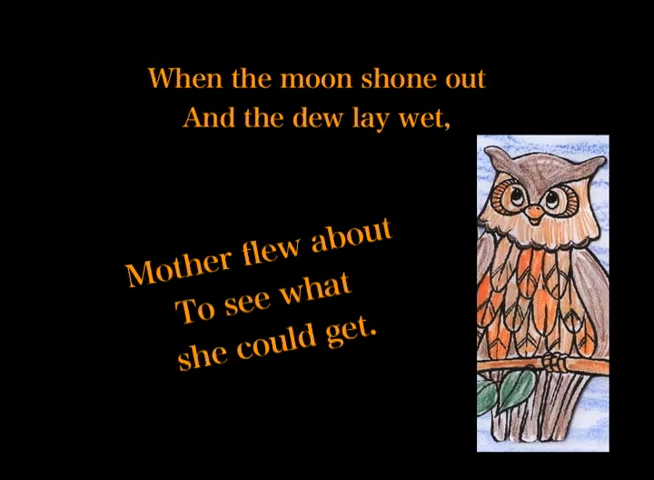 When the moon shone out
And the dew lay wet,
Mother flew about
To see what
she could get.